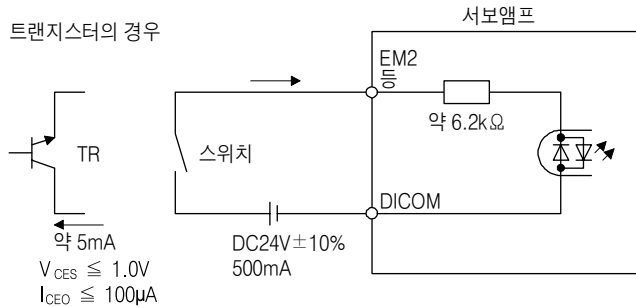 서보앰프
트랜지스터의 경우
EM2
등
약 6.2kΩ
TR
스위치
DICOM
약 5mA
DC24V±10%
500mA
V CES ≦ 1.0V
I CEO ≦ 100µA